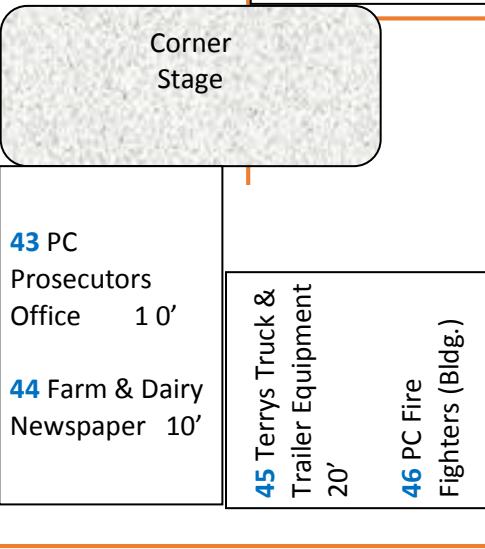 Corner
Stage
43 PC
Prosecutors
Office 1 0’
44 Farm & Dairy
Newspaper 10’
45 Terrys Truck &
Trailer Equipment
20’
46 PC Fire
Fighters (Bldg.)